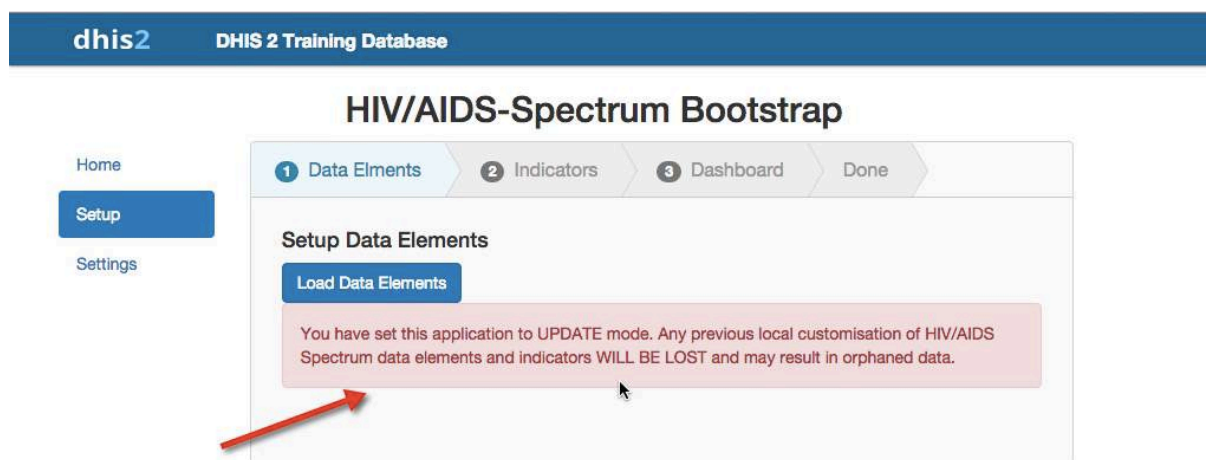 dhis2 DHIS 2 Training Database
HIV/AIDS-Spectrum Bootstrap
Home
Setup
Settings
1 Data Elments 2 Indicators 3 Dashboard Done
Setup Data Elements
Load Data Elements
You have set this application to UPDATE mode. Any previous local customisation of HIV/AIDS
Spectrum data elements and indicators WILL BE LOST and may result in orphaned data.